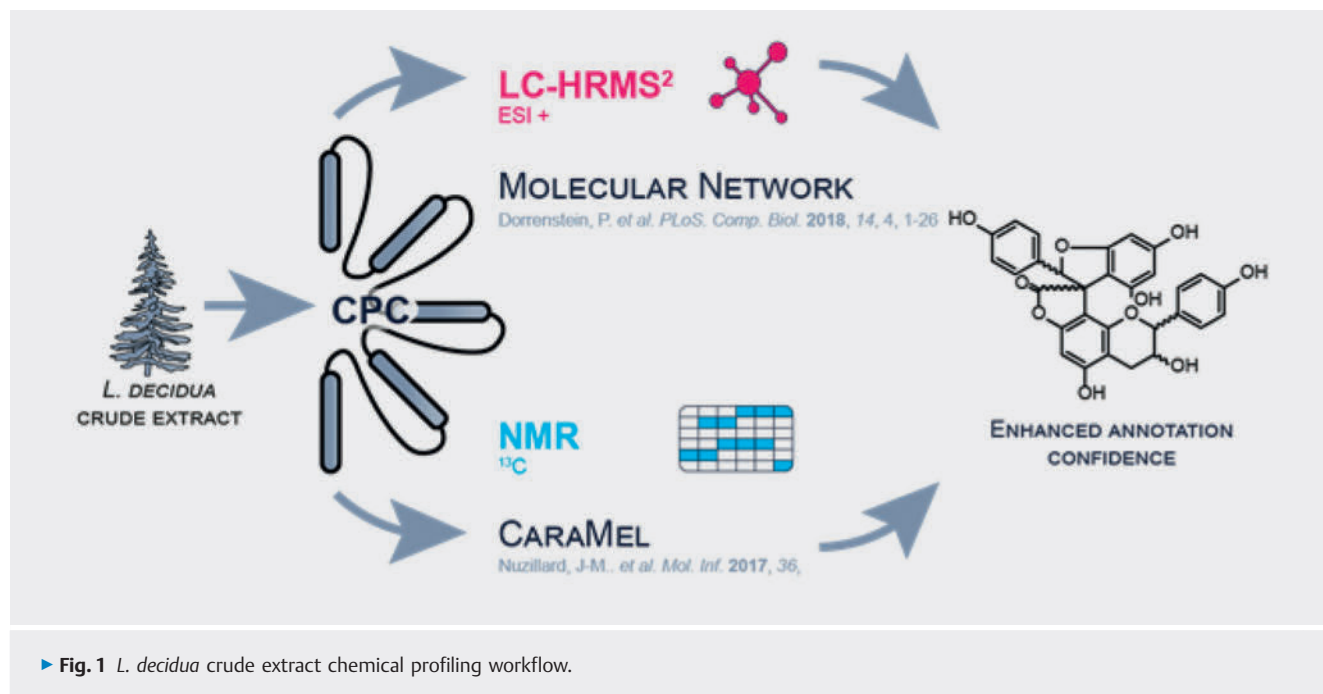 LC-HRMS²
ESI +
MOLECULAR NETWORK
Dorrenstein, P. et al. PLoS. Comp. Biol. 2018, 14, 4, 1-26
CPC
L. DECIDUA
CRUDE EXTRACT
HO
O
OH
OH
O
O
OH
O
OH
OH
ENHANCED ANNOTATION
CONFIDENCE
NMR
¹³C
CARAMEL
Nuzillard, J-M.. et al. Mol. Inf. 2017, 36,
▶ Fig. 1 L. decidua crude extract chemical profiling workflow.